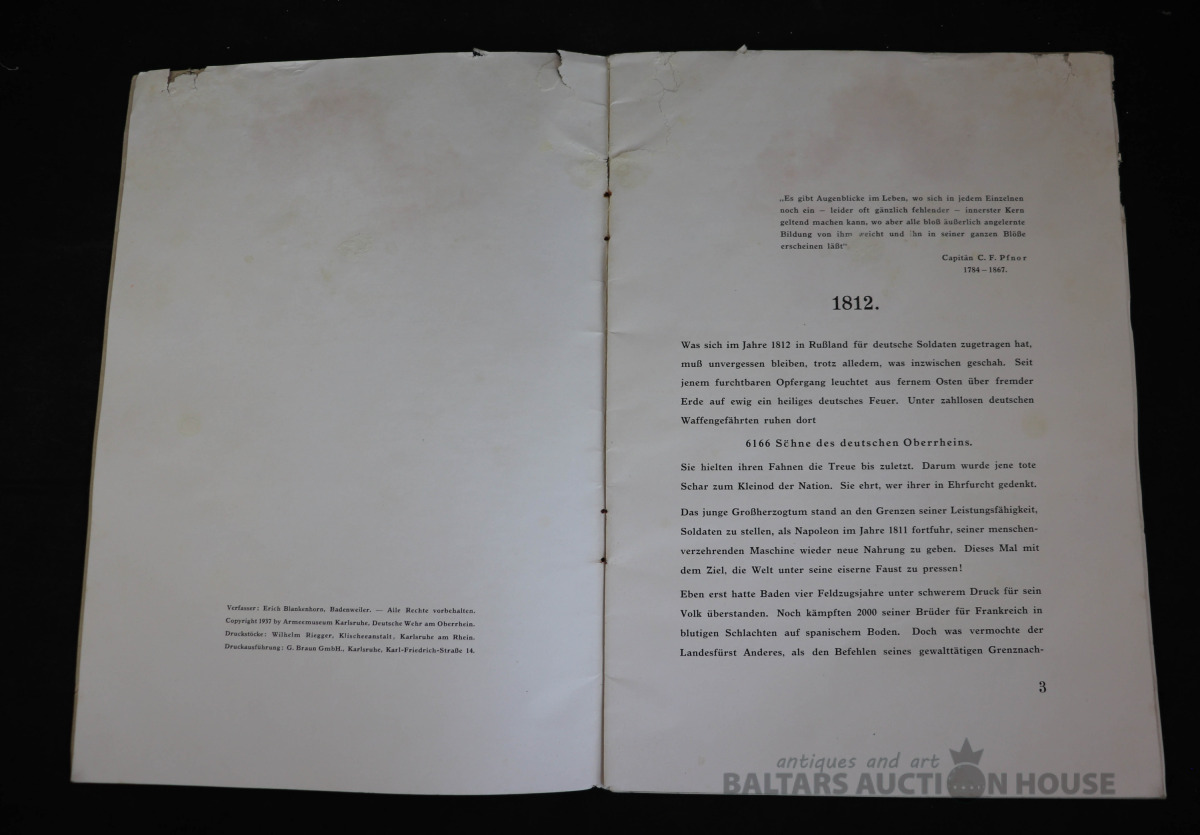 Verfasser: Erich Blankenhorn, Badenweiler. — Alle Rechte vorbehalten.
Copyright 1937 by Armeemuseum Karlsruhe, Deutsche Wehr am Oberrhein.
Druckstöcke: Wilhelm Riegger, Klischeeanstalt, Karlsruhe am Rhein.
Druckausführung: G. Braun GmbH., Karlsruhe, Karl-Friedrich-Straße 14.
„Es gibt Augenblicke im Leben, wo sich in jedem Einzelnen
noch ein – leider oft gänzlich fehlender – innerster Kern
geltend machen kann, wo aber alle bloß äußerlich angelernte
Bildung von ihm weicht und ihn in seiner ganzen Blöße
erscheinen läßt“
Capitän C. F. Pfnor
1784 – 1867.
1812.
Was sich im Jahre 1812 in Rußland für deutsche Soldaten zugetragen hat,
muß unvergessen bleiben, trotz alledem, was inzwischen geschah. Seit
jenem furchtbaren Opfergang leuchtet aus fernem Osten über fremder
Erde auf ewig ein heiliges deutsches Feuer. Unter zahllosen deutschen
Waffengefährten ruhen dort
6166 Söhne des deutschen Oberrheins.
Sie hielten ihren Fahnen die Treue bis zuletzt. Darum wurde jene tote
Schar zum Kleinod der Nation. Sie ehrt, wer ihrer in Ehrfurcht gedenkt.
Das junge Großherzogtum stand an den Grenzen seiner Leistungsfähigkeit,
Soldaten zu stellen, als Napoleon im Jahre 1811 fortfuhr, seiner menschen-
verzehrenden Maschine wieder neue Nahrung zu geben. Dieses Mal mit
dem Ziel, die Welt unter seine eiserne Faust zu pressen!
Eben erst hatte Baden vier Feldzugsjahre unter schwerem Druck für sein
Volk überstanden. Noch kämpften 2000 seiner Brüder für Frankreich in
blutigen Schlachten auf spanischem Boden. Doch was vermochte der
Landesfürst Anderes, als den Befehlen seines gewalttätigen Grenznach-
3
antiques and art
BALTARS AUCTION HOUSE